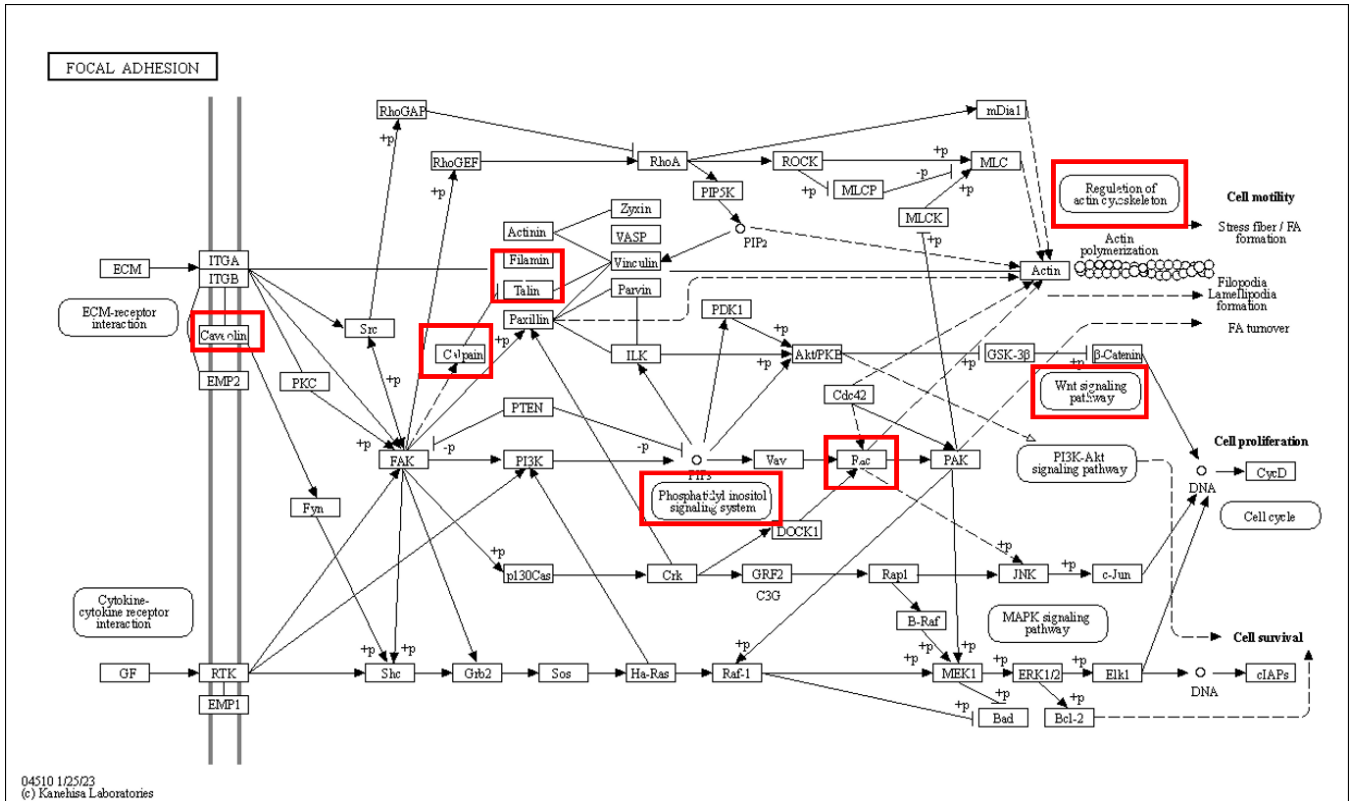 FOCAL ADHESION
RhoGAP
mDia1
+p
RhoGEF
RhoA
ROCK
+p
MLC
+p
PIP5K
+p
MLCP
-p
+p
MLCK
Regulation of
actin cytoskeleton
Cell motility
Zyxin
Actinin
VASP
PIP2
+p
Stress fiber / FA
formation
Actin
polymerization
ECM
ITGA
ITGB
Filamin
Vinculin
Actin
Talin
Parvin
Filopodia
Lamellipodia
formation
ECM-receptor
interaction
Caveolin
Src
Paxillin
PDK1
FA turnover
+p
+p
+p
Calpain
ILK
+p
Akt/PKB
GSK-3β
+p
β-Catenin
EMP2
PKC
+p
Cdc42
Wnt signaling
pathway
PTEN
+p
-p
-p
Cell proliferation
FAK
PI3K
PIP3
Vav
Rac
PAK
PI3K-Akt
signaling pathway
DNA
CycD
Phosphatidyl inositol
signaling system
Fyn
DOCK1
Cell cycle
+p
p130Cas
Crk
GRF2
C3G
Rap1
JNK
+p
c-Jun
Cytokine-
cytokine receptor
interaction
B-Raf
MAPK signaling
pathway
+p
+p
+p
+p
+p
Cell survival
GF
RTK
+p
Shc
Grb2
Sos
Ha-Ras
Raf-1
+p
MEK1
+p
ERK1/2
+p
Elk1
DNA
cIAPs
EMP1
+p
+p
+p
Bad
Bcl-2
04510 1/25/23
(c) Kanehisa Laboratories